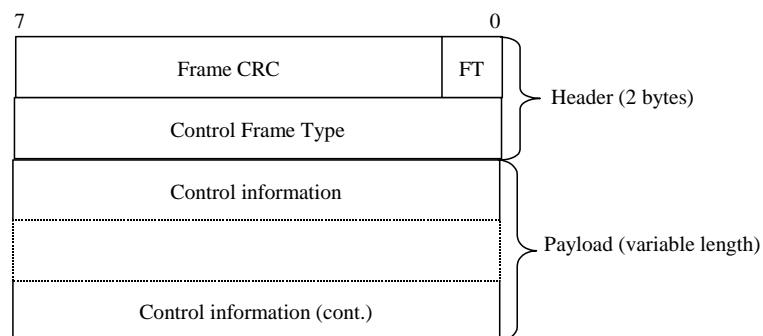 7 0
Frame CRC FT
Header (2 bytes)
Control Frame Type
Control information
Payload (variable length)
Control information (cont.)